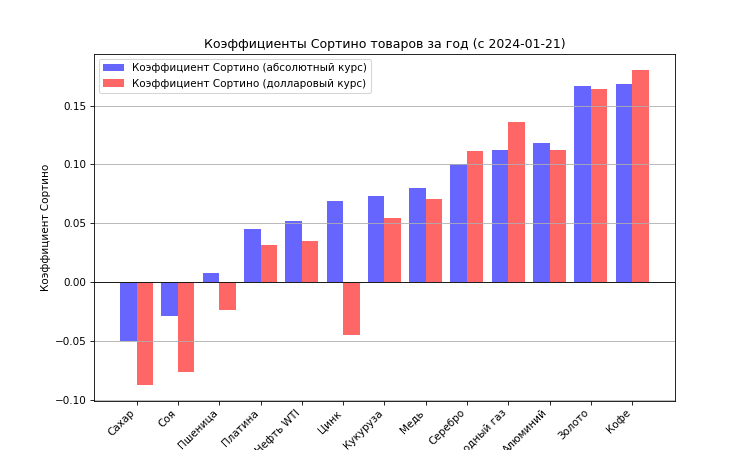 Коэффициенты Сортино товаров за год (с 2024-01-21)
Коэффициент Сортино (абсолютный курс)
Коэффициент Сортино (долларовый курс)
Коэффициент Сортино
0.15
0.10
0.05
0.00
−0.05
−0.10
Сахар
Соя
Пшеница
Платина
Нефть WTI
Цинк
Кукуруза
Медь
Серебро
газ
Алюминий
Золото
Кофе